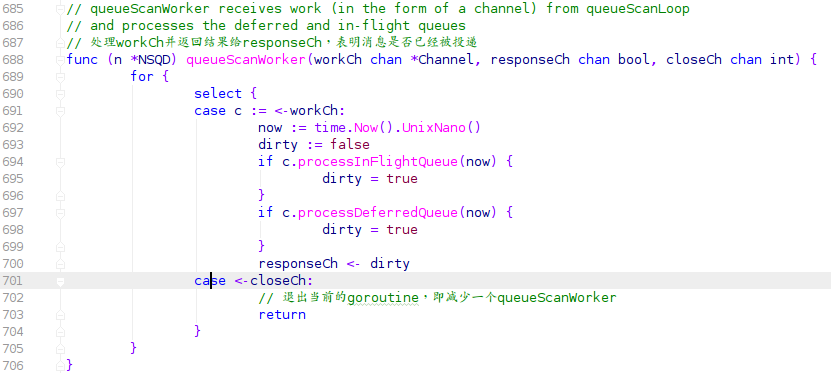 685 // queueScanWorker receives work (in the form of a channel) from queueScanLoop
686 // and processes the deferred and in-flight queues
687 // 处理workCh并返回结果给responseCh，表明消息是否已经被投递
688 func (n *NSQD) queueScanWorker(workCh chan *Channel, responseCh chan bool, closeCh chan int) {
689 for {
690 select {
691 case c := <-workCh:
692 now := time.Now().UnixNano()
693 dirty := false
694 if c.processInFlightQueue(now) {
695 dirty = true
696 }
697 if c.processDeferredQueue(now) {
698 dirty = true
699 }
700 responseCh <- dirty
701 case <-closeCh:
702 // 退出当前的goroutine，即减少一个queueScanWorker
703 return
704 }
705 }
706 }